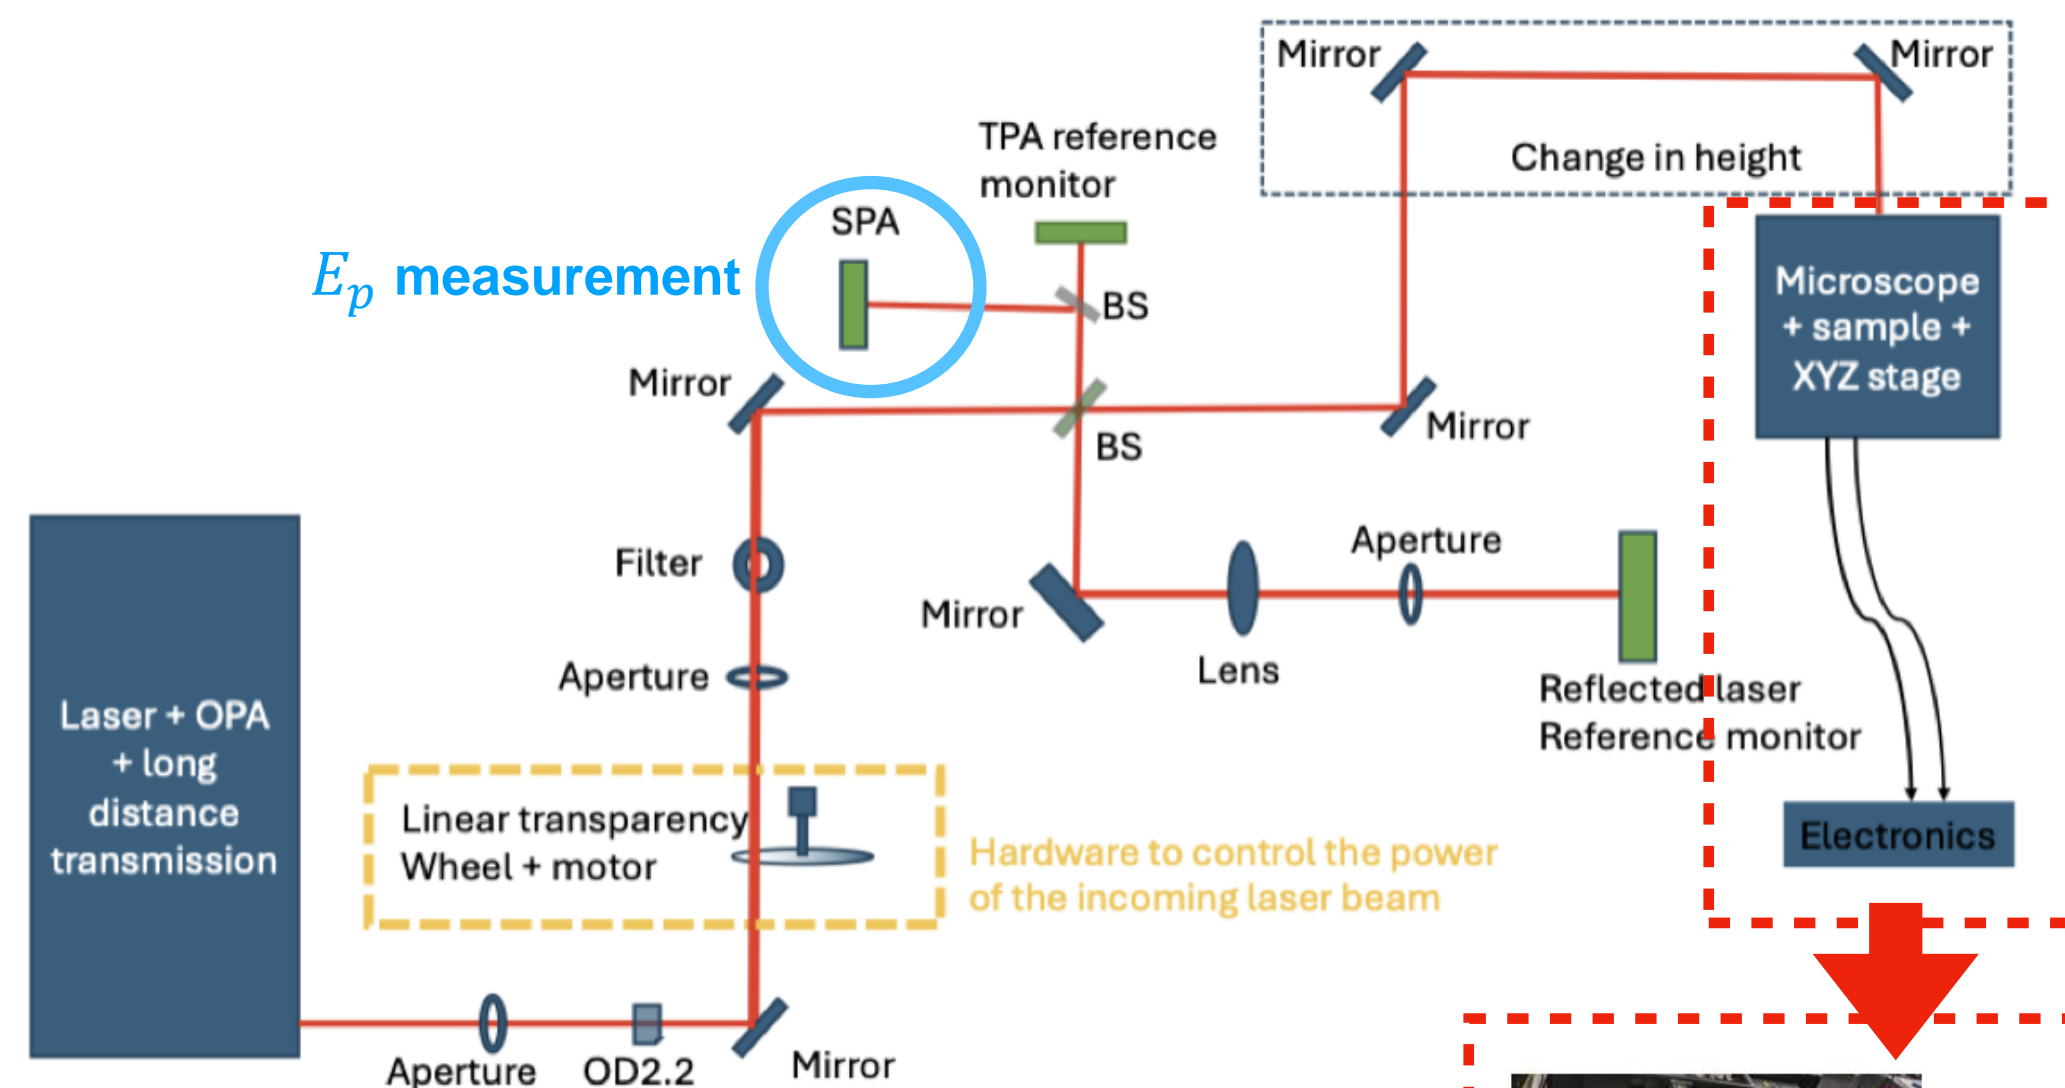 Mirror
Mirror
Change in height
TPA reference
monitor
SPA
BS
E_p measurement
Microscope
+ sample +
XYZ stage
Mirror
Mirror
BS
Filter
Aperture
Mirror
Lens
Aperture
Reflected laser
Reference monitor
Laser + OPA
+ long
distance
transmission
Linear transparency
Wheel + motor
Hardware to control the power
of the incoming laser beam
Electronics
Aperture
OD2.2
Mirror